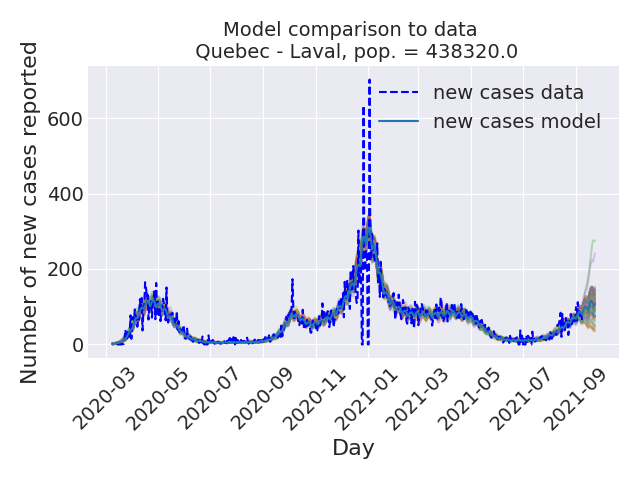 Model comparison to data
Quebec - Laval, pop. = 438320.0
Number of new cases reported
600
400
200
0
new cases data
new cases model
2020-03
2020-05
2020-07
2020-09
2020-11
2021-01
2021-03
2021-05
2021-07
2021-09
Day